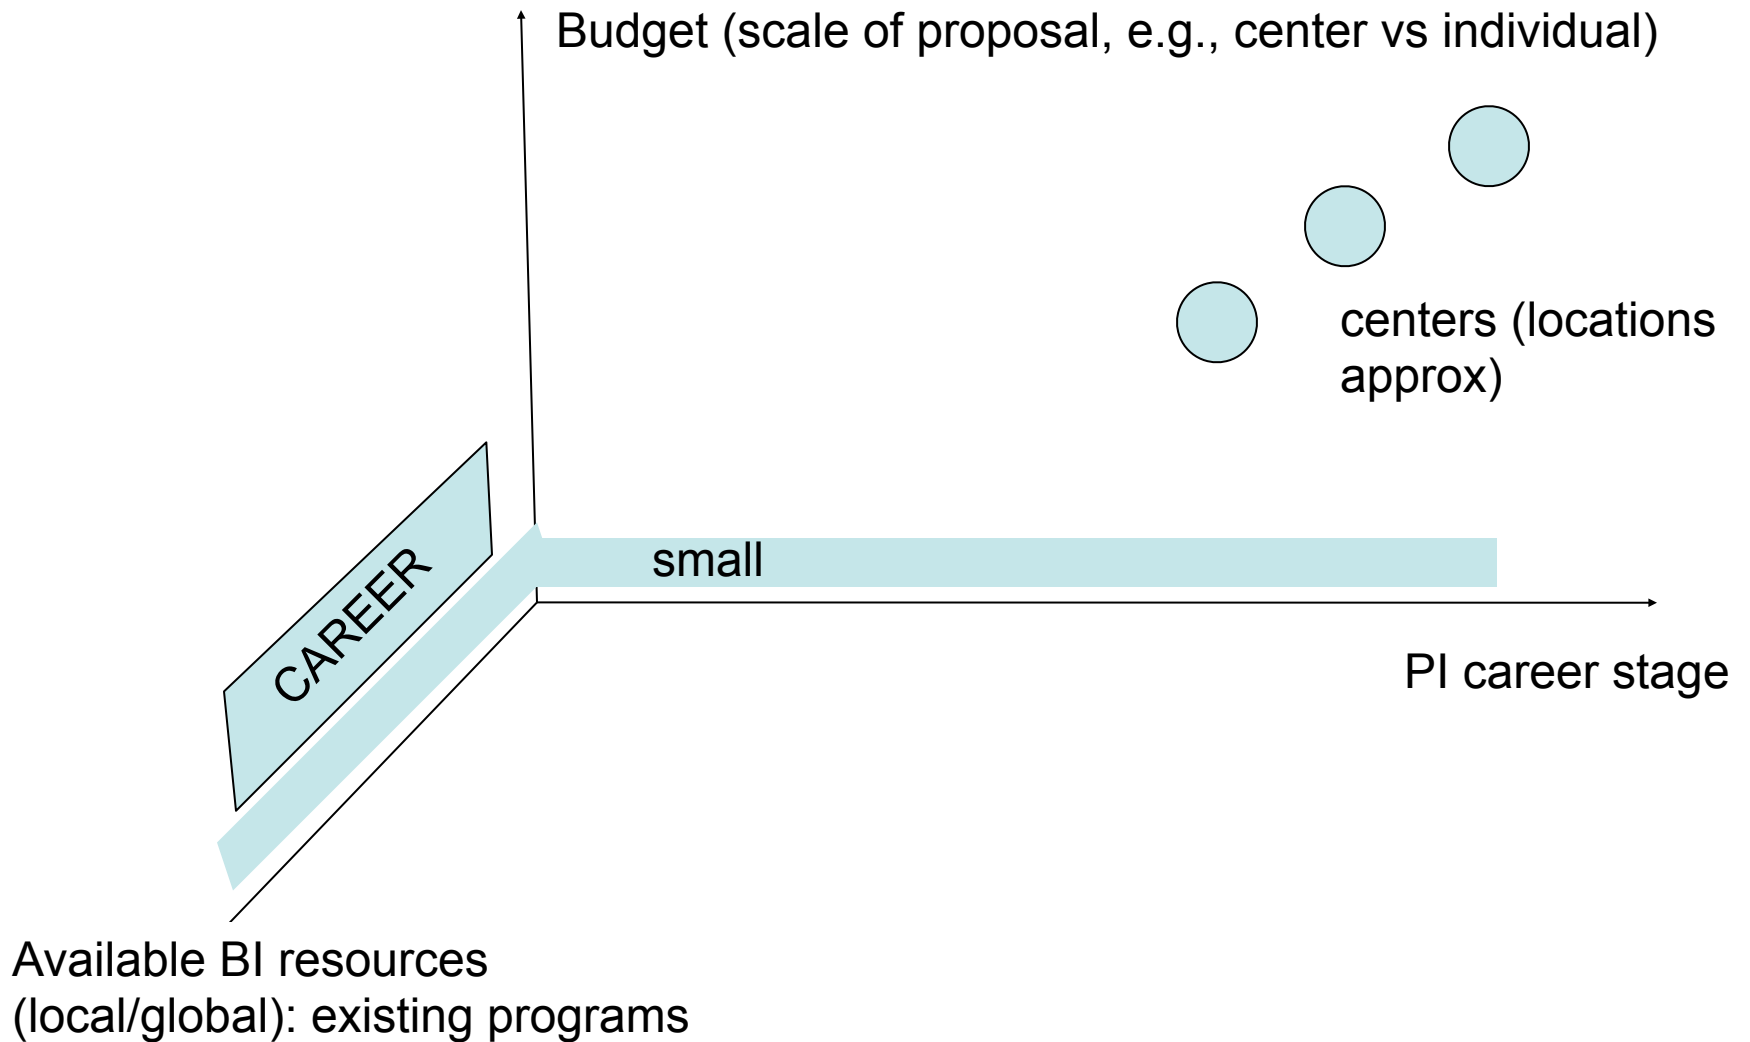 Budget (scale of proposal, e.g., center vs individual)
centers (locations
approx)
small
CAREER
PI career stage
Available BI resources
(local/global): existing programs